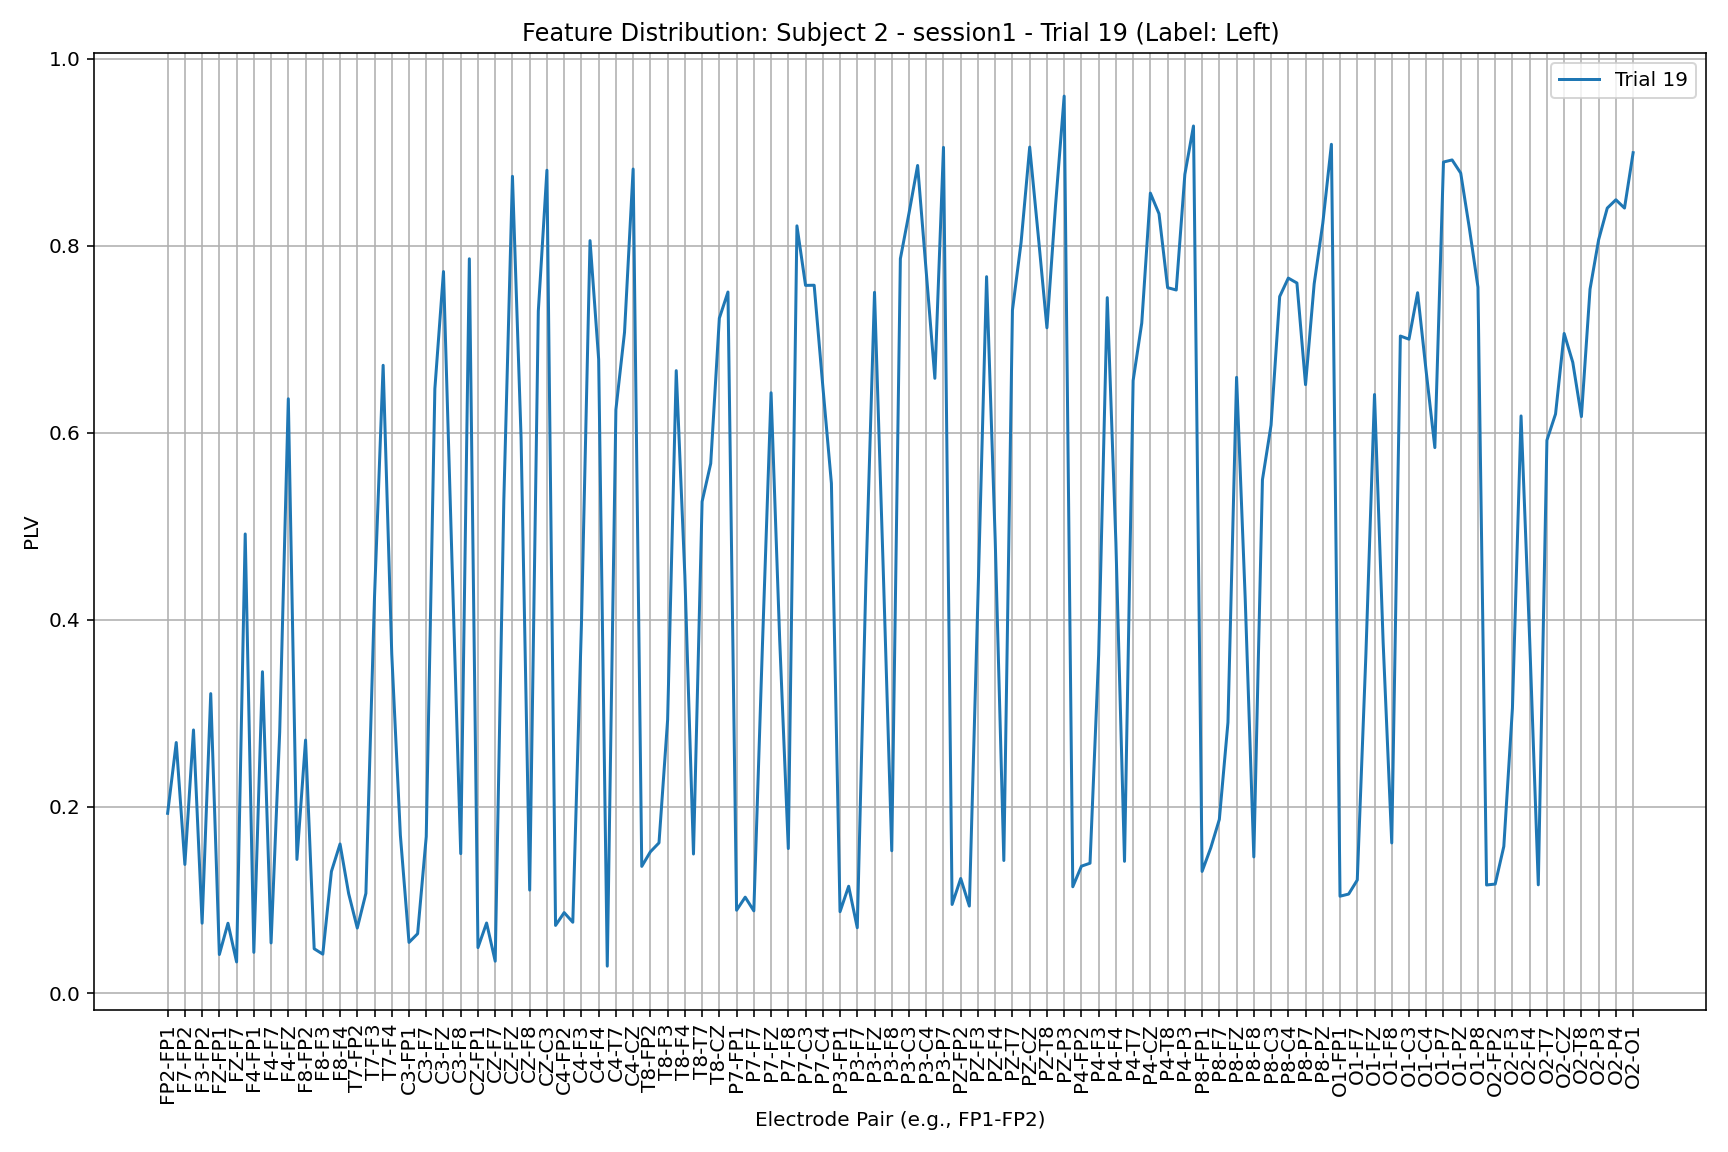 Feature Distribution: Subject 2 - session1 - Trial 19 (Label: Left)
Trial 19
1.0
0.8
0.6
0.4
0.2
0.0
PLV
FP2-FP1
F7-FP2
F3-FP2
FZ-FP1
FZ-F7
F4-FP1
F4-F7
F4-FZ
F8-FP2
F8-F3
F8-F4
T7-FP2
T7-F3
T7-F4
C3-FP1
C3-F7
C3-FZ
C3-F8
CZ-FP1
CZ-F7
CZ-FZ
CZ-F8
CZ-C3
C4-FP2
C4-F3
C4-F4
C4-T7
C4-CZ
T8-FP2
T8-F3
T8-F4
T8-T7
T8-CZ
P7-FP1
P7-F7
P7-FZ
P7-F8
P7-C3
P7-C4
P3-FP1
P3-F7
P3-FZ
P3-F8
P3-C3
P3-C4
P3-P7
PZ-FP2
PZ-F3
PZ-F4
PZ-T7
PZ-CZ
PZ-T8
PZ-P3
P4-FP2
P4-F3
P4-F4
P4-T7
P4-CZ
P4-T8
P4-P3
P8-FP1
P8-F7
P8-FZ
P8-F8
P8-C3
P8-C4
P8-P7
P8-PZ
O1-FP1
O1-F7
O1-FZ
O1-F8
O1-C3
O1-C4
O1-P7
O1-PZ
O1-P8
O2-FP2
O2-F3
O2-F4
O2-T7
O2-CZ
O2-T8
O2-P3
O2-P4
O2-O1
Electrode Pair (e.g., FP1-FP2)